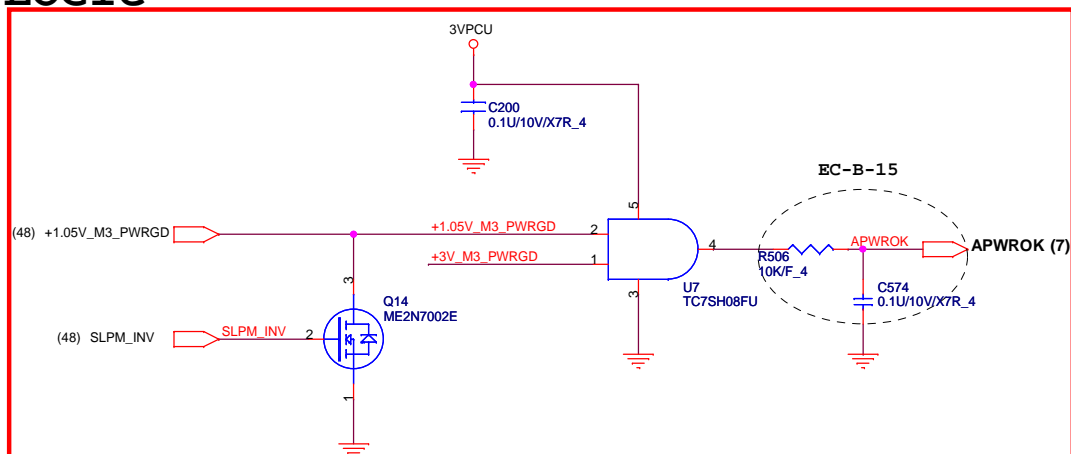 3VPCU
C200
0.1U/10V/X7R_4
EC-B-15
5
(48) +1.05V_M3_PWRGD
+1.05V_M3_PWRGD
2
4
APWROK
APWROK (7)
+3V_M3_PWRGD
1
R506
10K/F_4
3
Q14
ME2N7002E
3
U7
TC7SH08FU
C574
0.1U/10V/X7R_4
(48) SLPM_INV
SLPM_INV
2
1